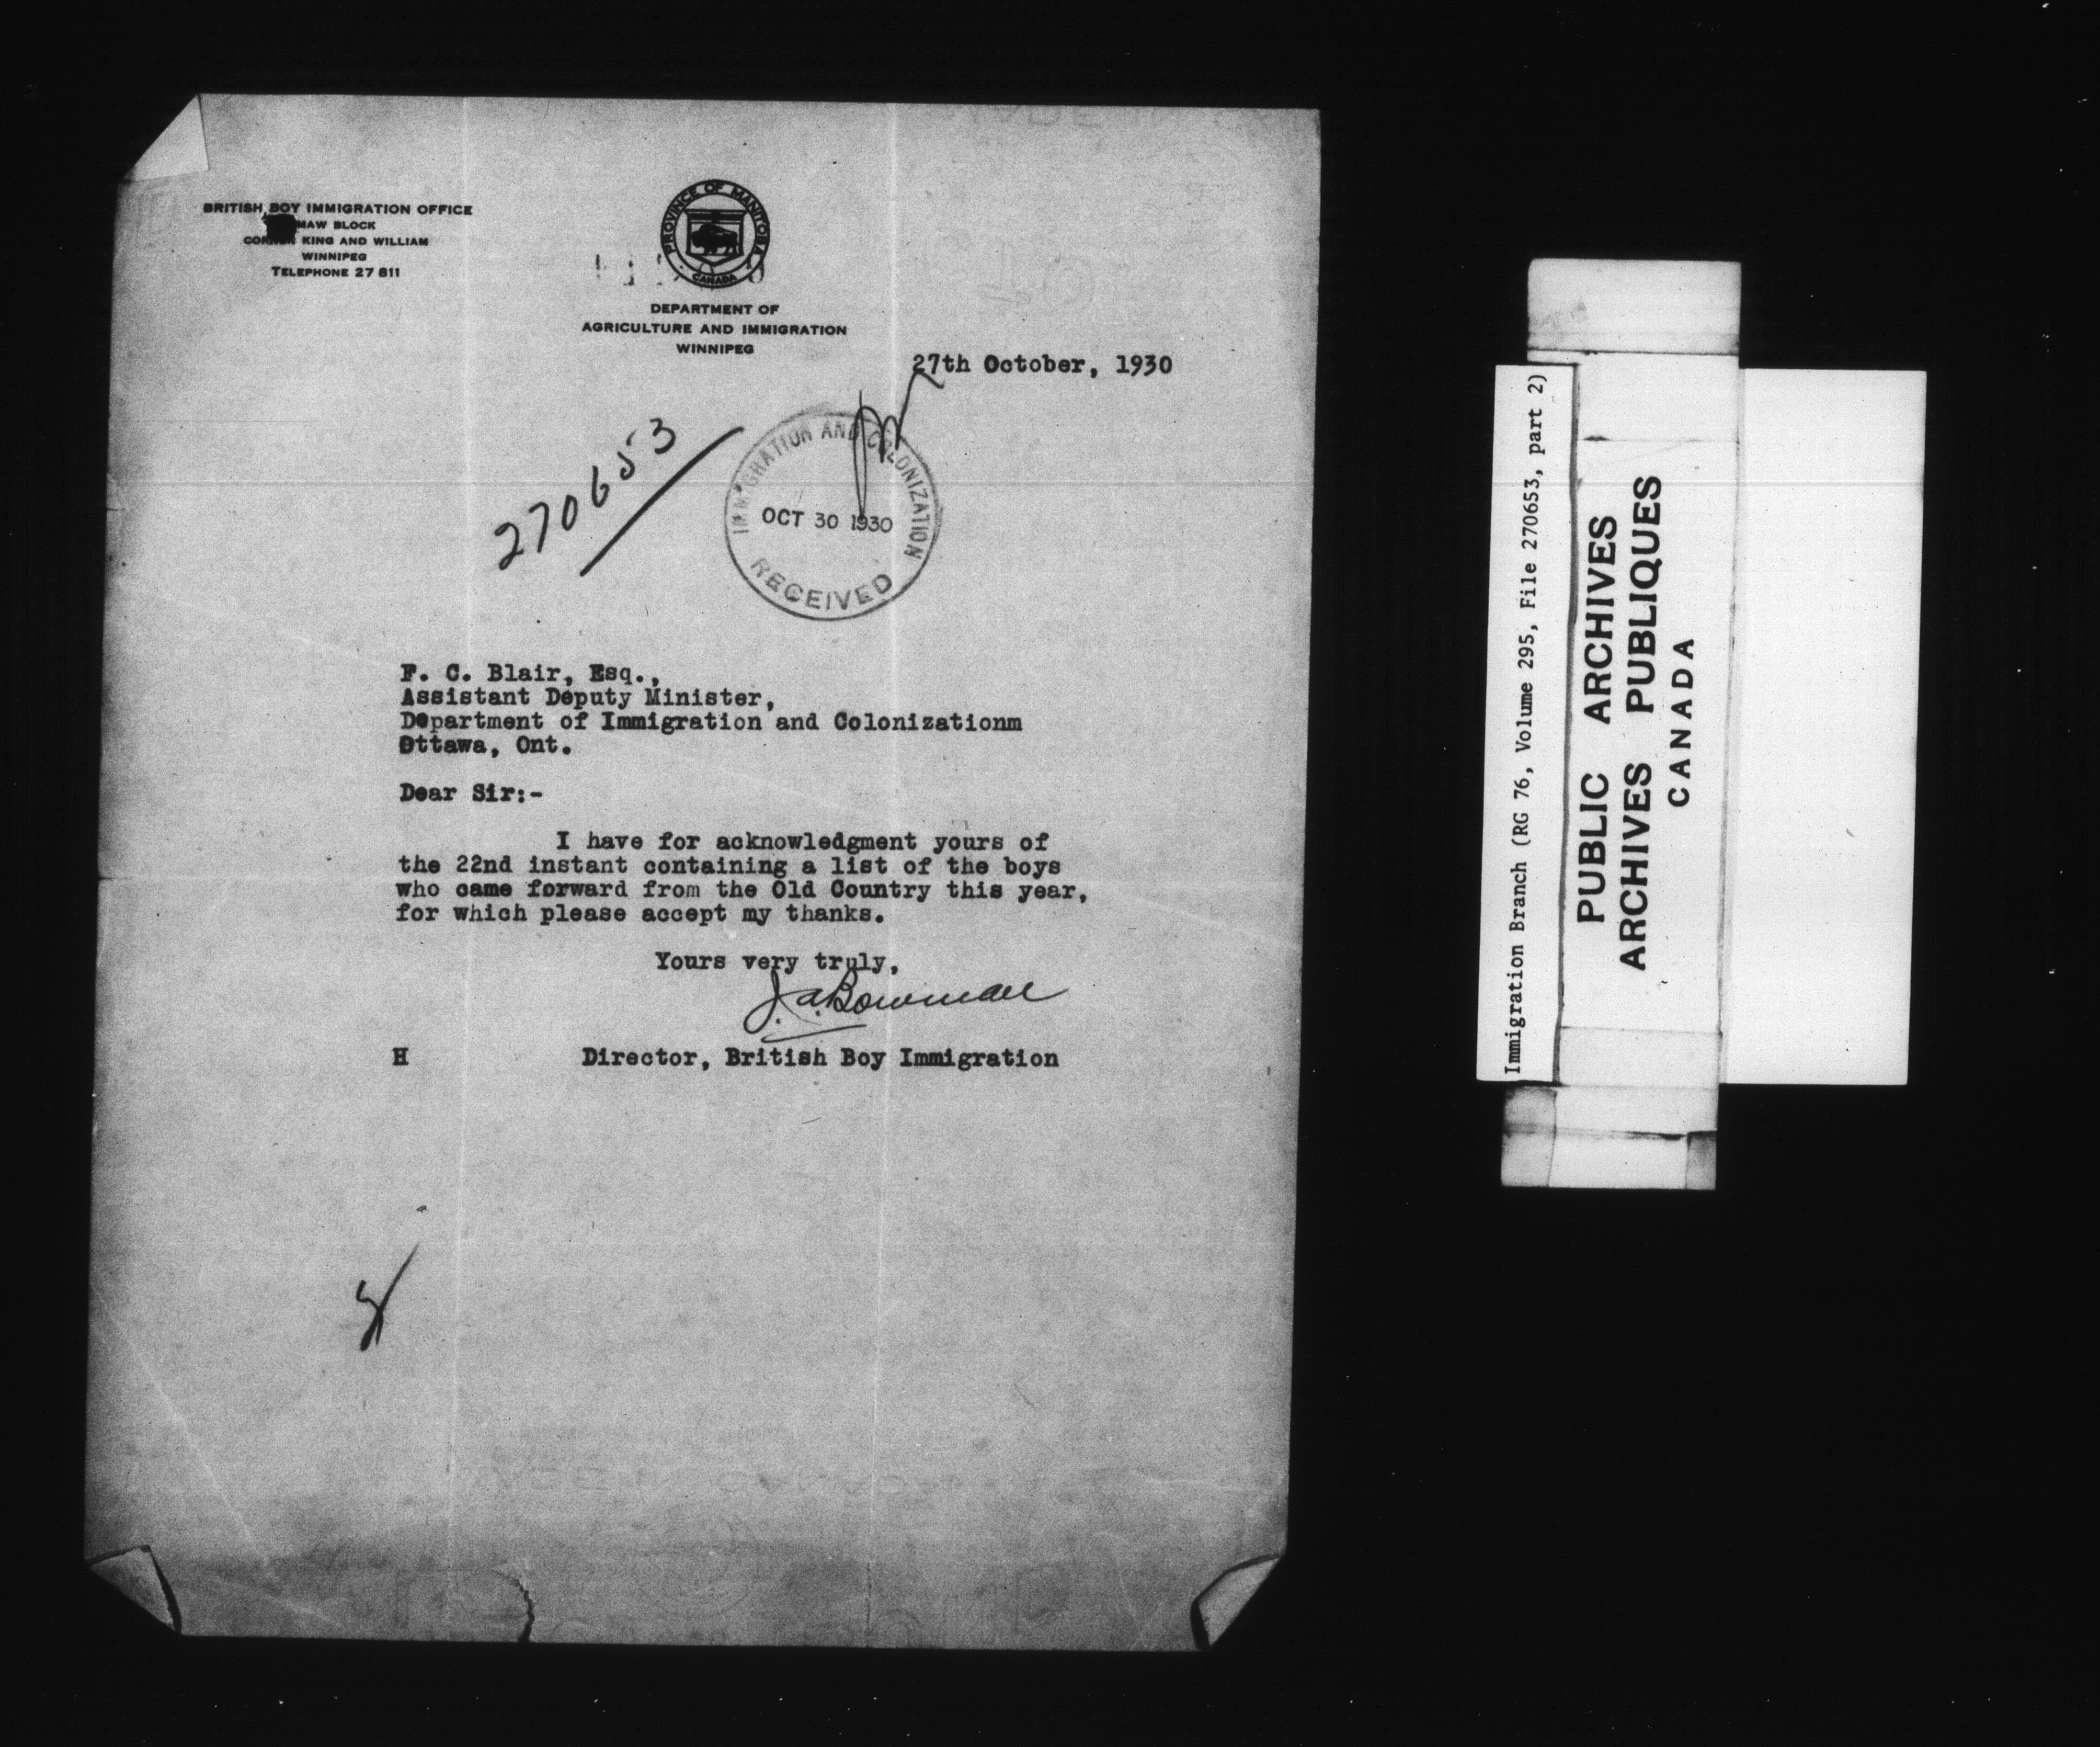 BRITISH BOY IMMIGRATION OFFICE
MAW BLOCK
CORNER KING AND WILLIAM
WINNIPEG
TELEPHONE 27 811
PROVINCE OF MANITOBA
CANADA
DEPARTMENT OF
AGRICULTURE AND IMMIGRATION
WINNIPEG
27th October, 1930
270653
IMMIGRATION AND COLONIZATION
OCT 30 1930
RECEIVED
F. C. Blair, Esq.,
Assistant Deputy Minister,
Department of Immigration and Colonizationm
Ottawa, Ont.
Dear Sir:-
I have for acknowledgment yours of
the 22nd instant containing a list of the boys
who came forward from the Old Country this year,
for which please accept my thanks.
Yours very truly,
J. A. Bowman
H Director, British Boy Immigration
Immigration Branch (RG 76, Volume 295, File 270653, part 2)
PUBLIC ARCHIVES
ARCHIVES PUBLIQUES
CANADA